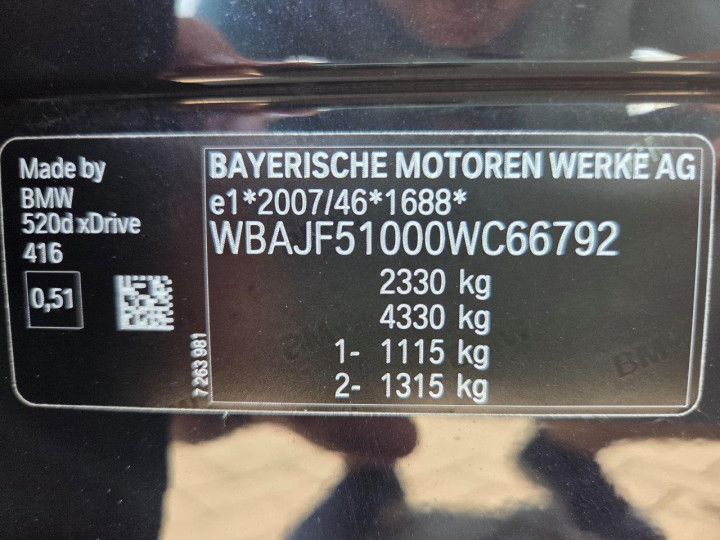 Made by
BMW
520d xDrive
416
0,51
7 263 981
BAYERISCHE MOTOREN WERKE AG
e1*2007/46*1688*
WBAJF51000WC66792
2330 kg
4330 kg
1- 1115 kg
2- 1315 kg
BMW